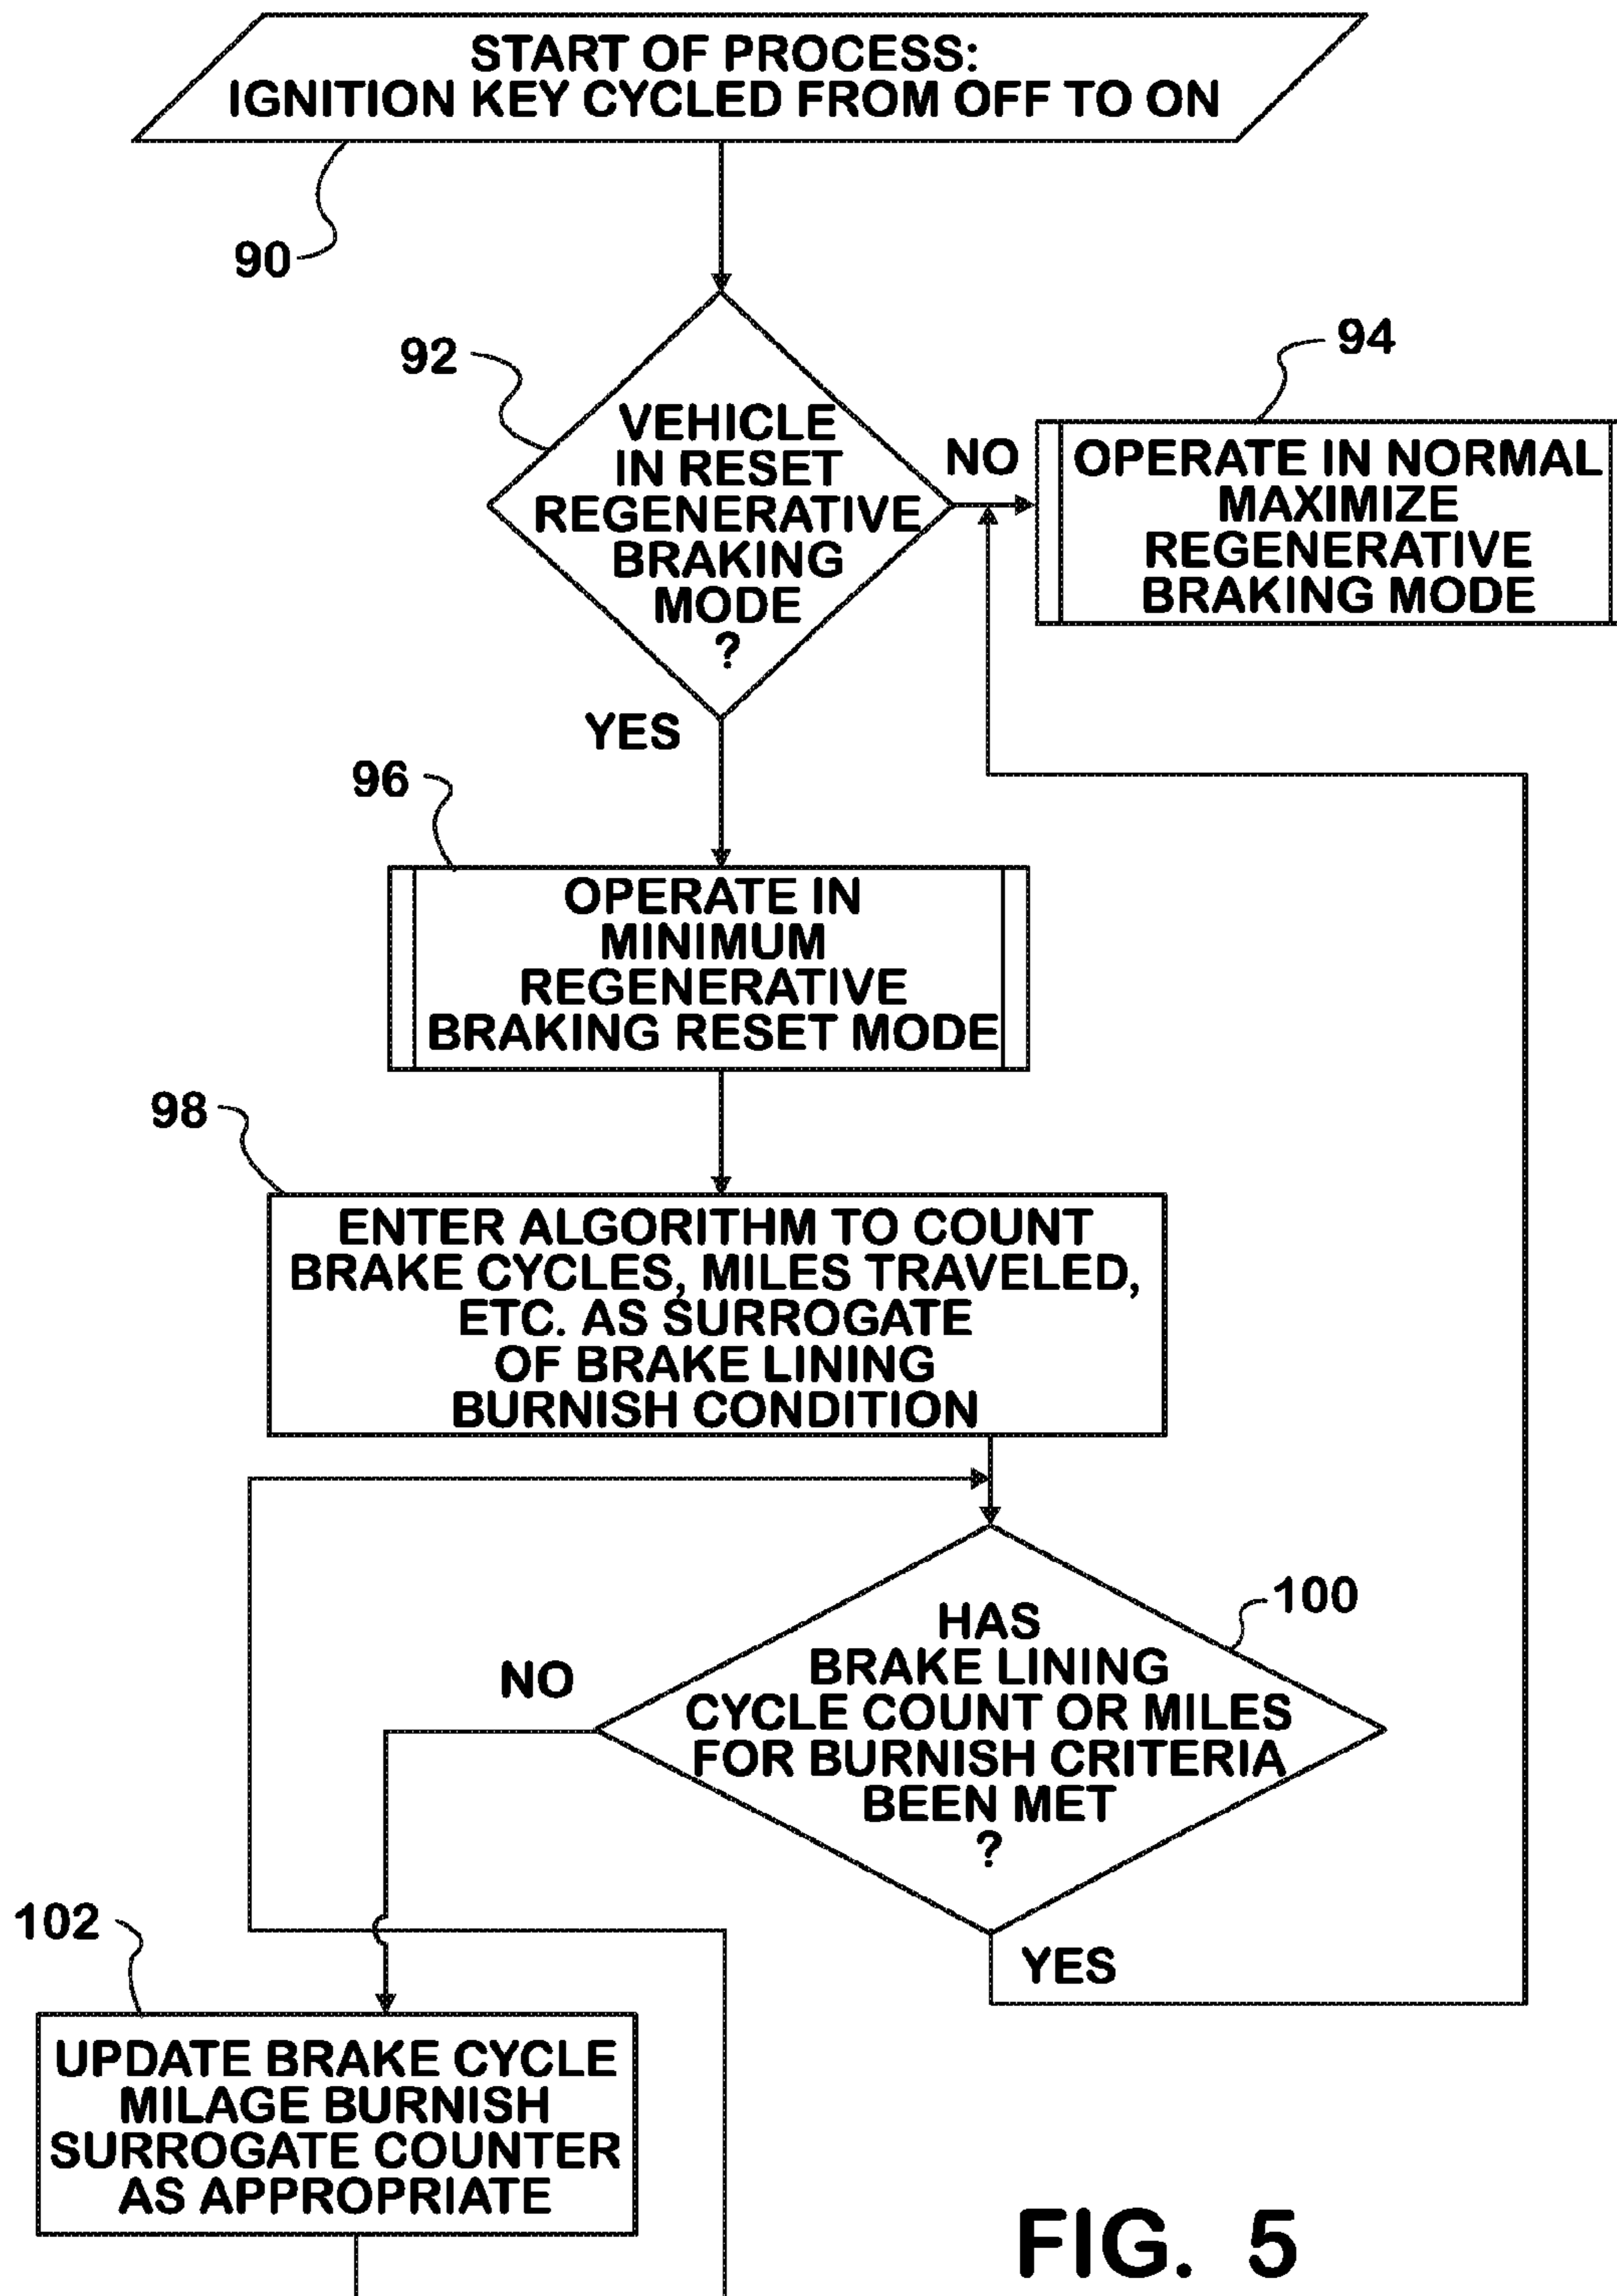 START OF PROCESS:
IGNITION KEY CYCLED FROM OFF TO ON
90
92
VEHICLE
IN RESET
REGENERATIVE
BRAKING
MODE
?
NO
94
OPERATE IN NORMAL
MAXIMIZE
REGENERATIVE
BRAKING MODE
YES
96
OPERATE IN
MINIMUM
REGENERATIVE
BRAKING RESET MODE
98
ENTER ALGORITHM TO COUNT
BRAKE CYCLES, MILES TRAVELED,
ETC. AS SURROGATE
OF BRAKE LINING
BURNISH CONDITION
100
HAS
BRAKE LINING
CYCLE COUNT OR MILES
FOR BURNISH CRITERIA
BEEN MET
?
NO
YES
102
UPDATE BRAKE CYCLE
MILAGE BURNISH
SURROGATE COUNTER
AS APPROPRIATE
FIG. 5